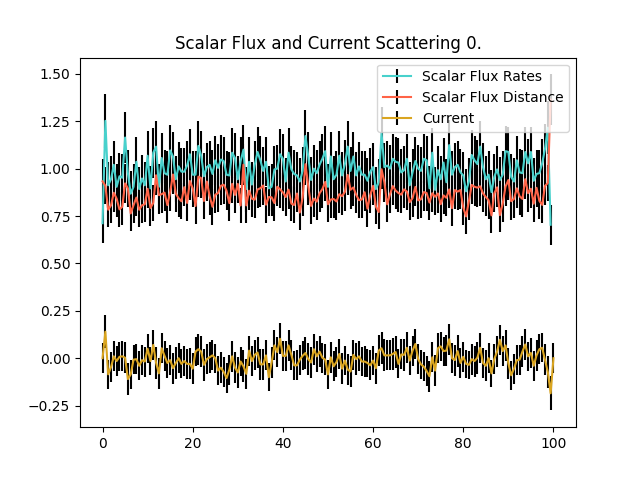 Scalar Flux and Current Scattering 0.
Scalar Flux Rates
Scalar Flux Distance
Current
1.50
1.25
1.00
0.75
0.50
0.25
0.00
−0.25
0 20 40 60 80 100